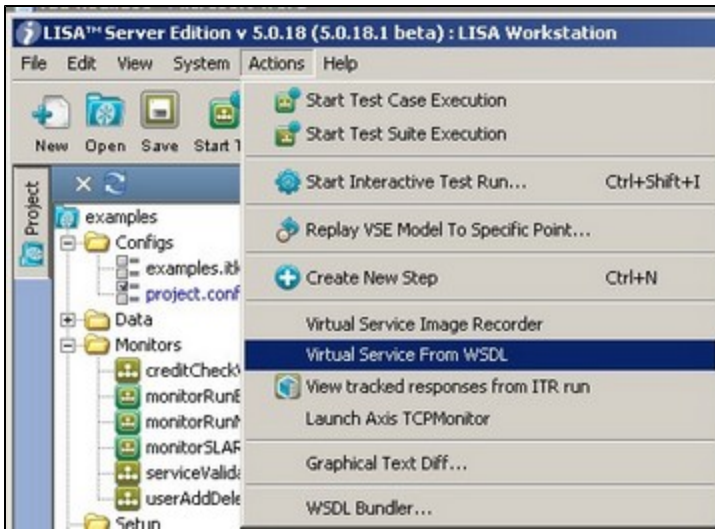 LISA™ Server Edition v 5.0.18 (5.0.18.1 beta) : LISA Workstation
File Edit View System Actions Help
New Open Save Start
Start Test Case Execution
Start Test Suite Execution
Start Interactive Test Run... Ctrl+Shift+I
Replay VSE Model To Specific Point...
Create New Step Ctrl+N
Virtual Service Image Recorder
Virtual Service From WSDL
View tracked responses from ITR run
Launch Axis TCPMonitor
Graphical Text Diff...
WSDL Bundler...
Project
examples
Configs
examples.itk
project.conf
Data
Monitors
creditCheck
monitorRun
monitorRun
monitorSLAR
serviceValida
userAddDele
Setup